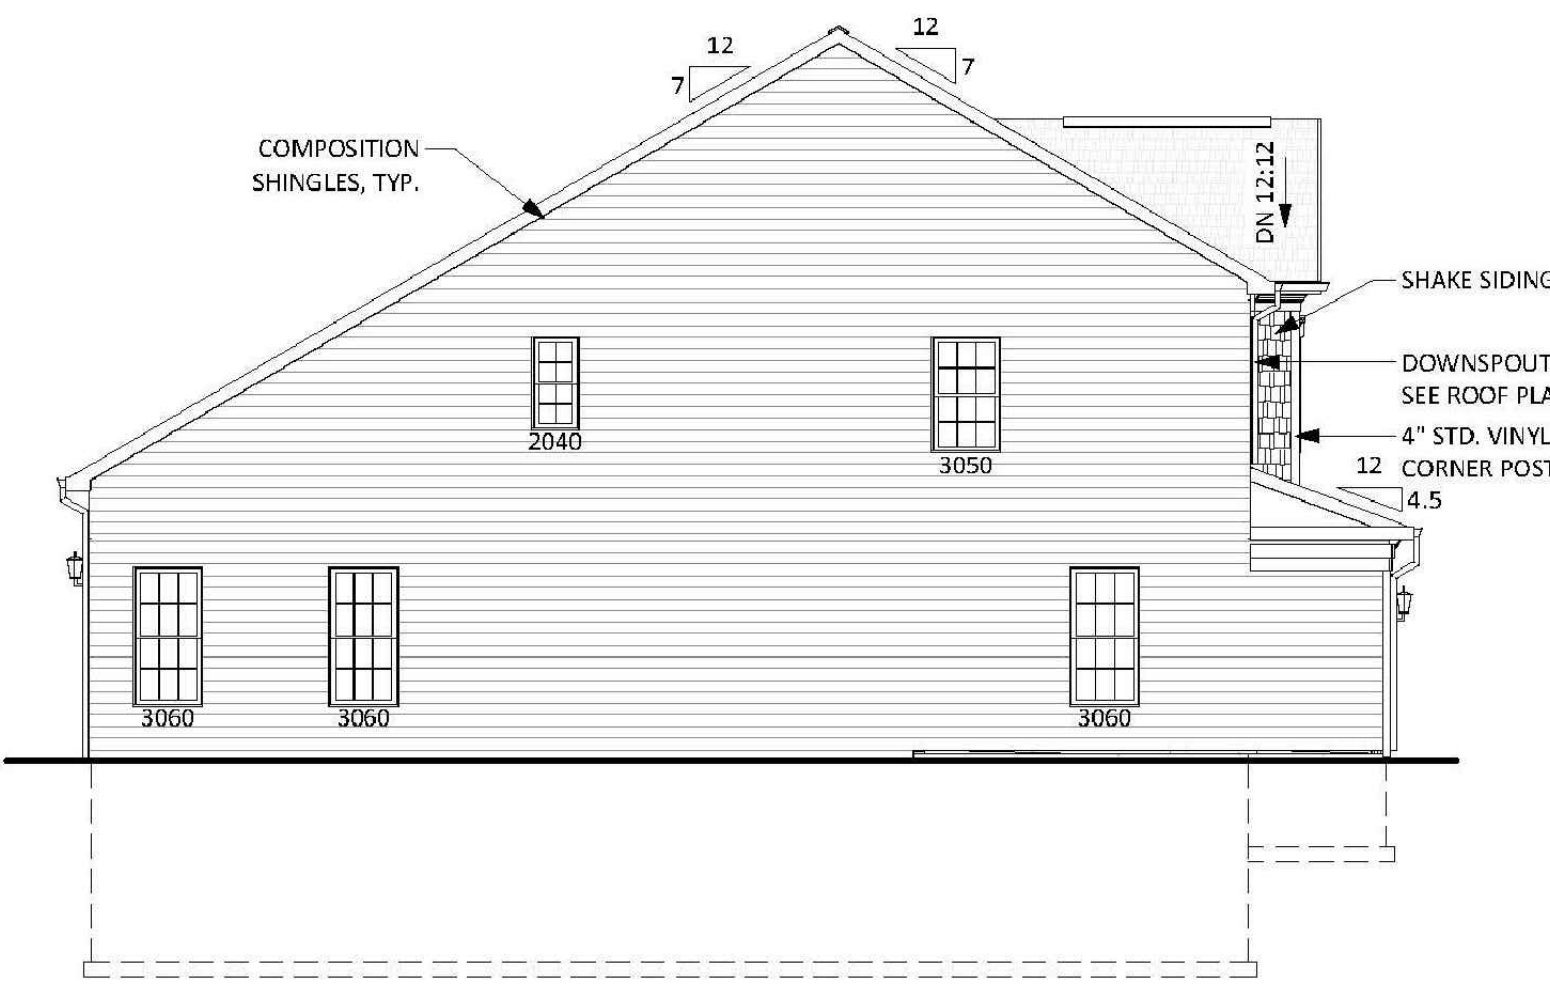 12
7
12
7
COMPOSITION
SHINGLES, TYP.
DN 12:12
SHAKE SIDING
DOWNSPOUT
SEE ROOF PLA
4" STD. VINYL
CORNER POST
12
4.5
2040
3050
3060
3060
3060